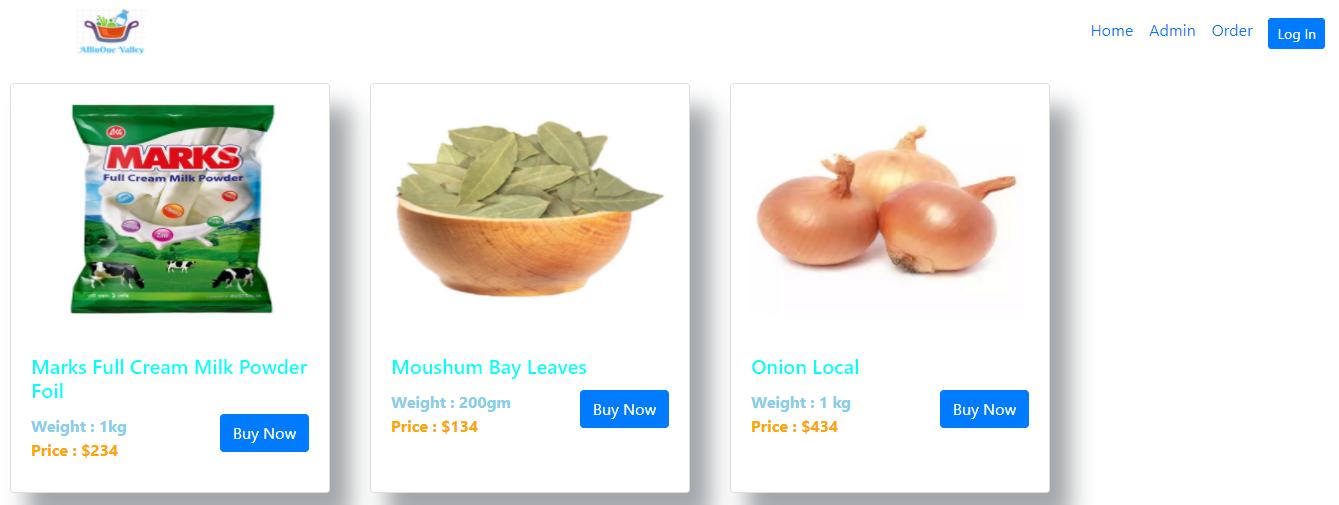 AllinOne Valley
Home Admin Order Log In
MARKS
Full Cream Milk Powder
Marks Full Cream Milk Powder
Foil
Weight : 1kg
Price : $234
Buy Now
Moushum Bay Leaves
Weight : 200gm
Price : $134
Buy Now
Onion Local
Weight : 1 kg
Price : $434
Buy Now